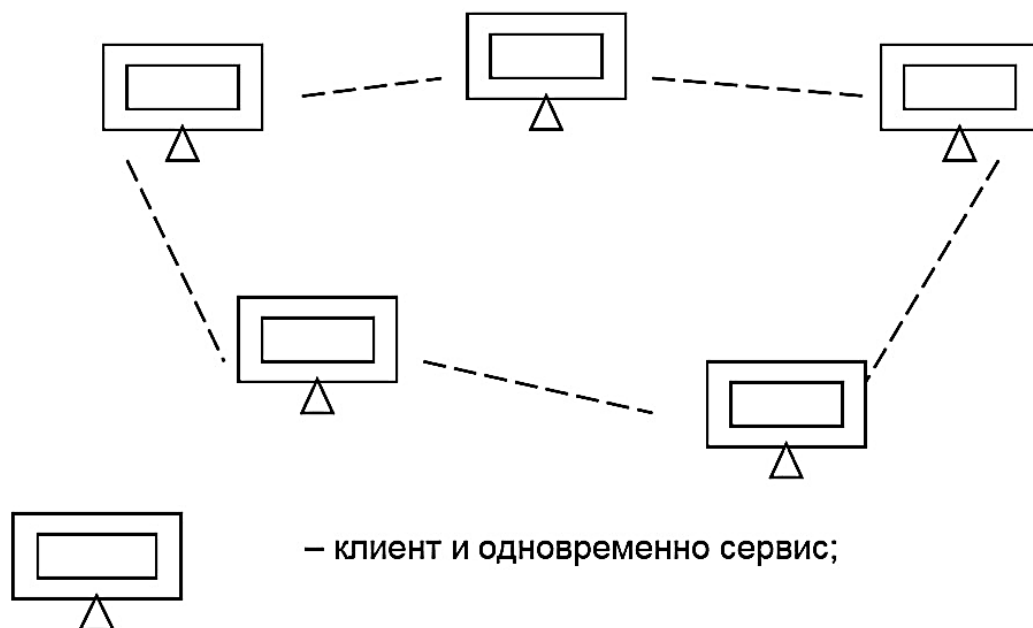 – клиент и одновременно сервис;